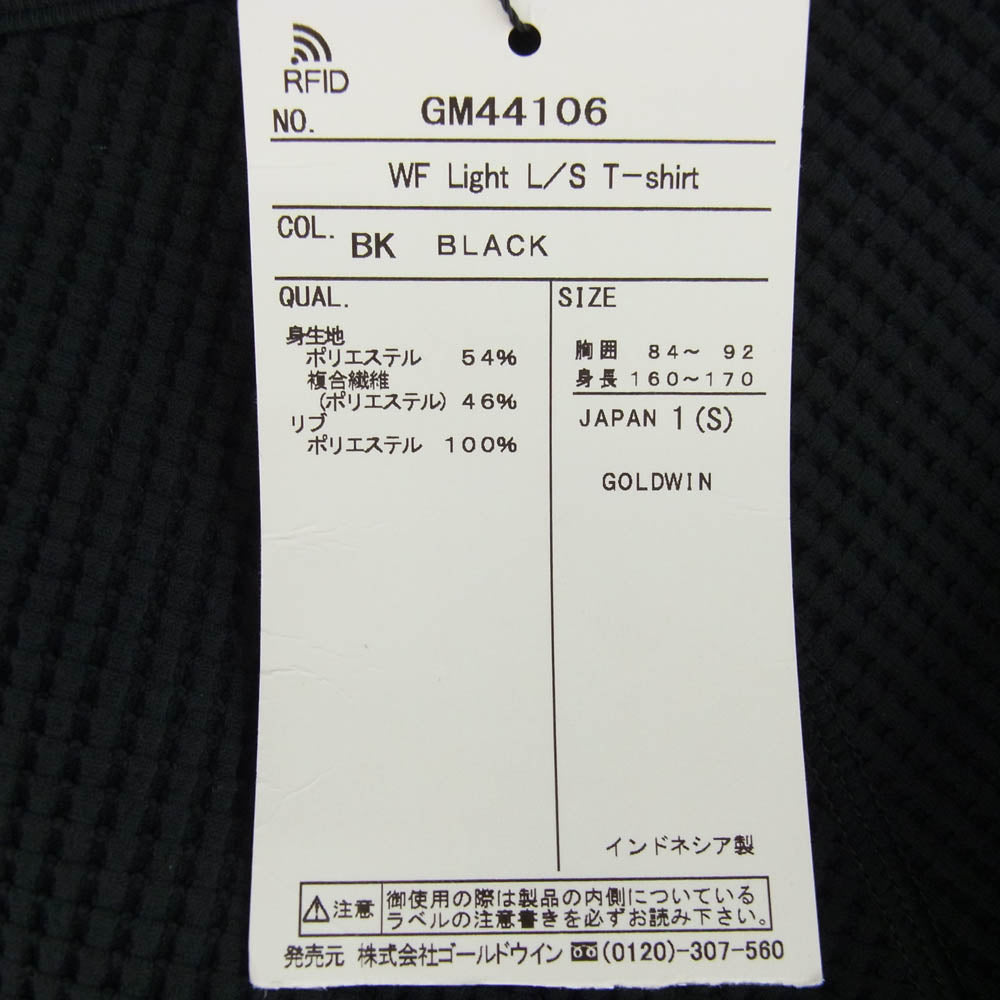 RFID
NO. GM44106
WF Light L/S T-shirt
COL. BK BLACK
QUAL.
身生地
ポリエステル 54%
複合繊維
(ポリエステル) 46%
リブ
ポリエステル 100%
SIZE
胸囲 84~ 92
身長 160~170
JAPAN 1 (S)
GOLDWIN
インドネシア製
注意
御使用の際は製品の内側についている
ラベルの注意書きを必ずお読み下さい。
発売元 株式会社ゴールドウイン (0120)-307-560